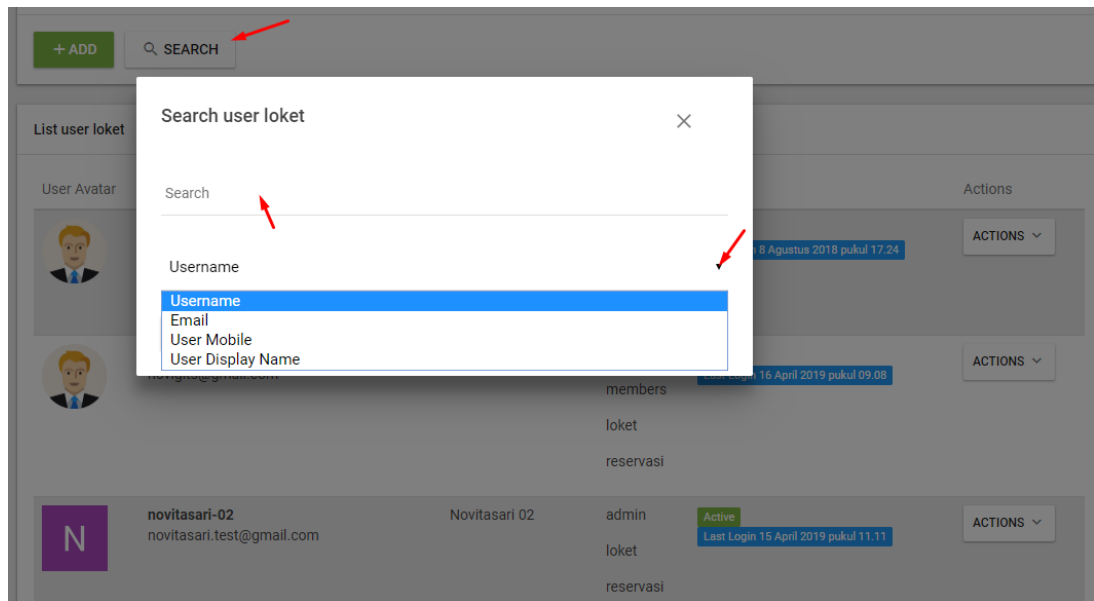 + ADD
SEARCH
Search user loket
List user loket
Search
User Avatar
Actions
8 Agustus 2018 pukul 17.24
ACTIONS
Username
Username
Email
User Mobile
User Display Name
Last Login 16 April 2019 pukul 09.08
ACTIONS
members
loket
reservasi
N
novitasari-02
Novitasari 02
admin
Active
ACTIONS
novitasari.test@gmail.com
Last Login 15 April 2019 pukul 11.11
loket
reservasi